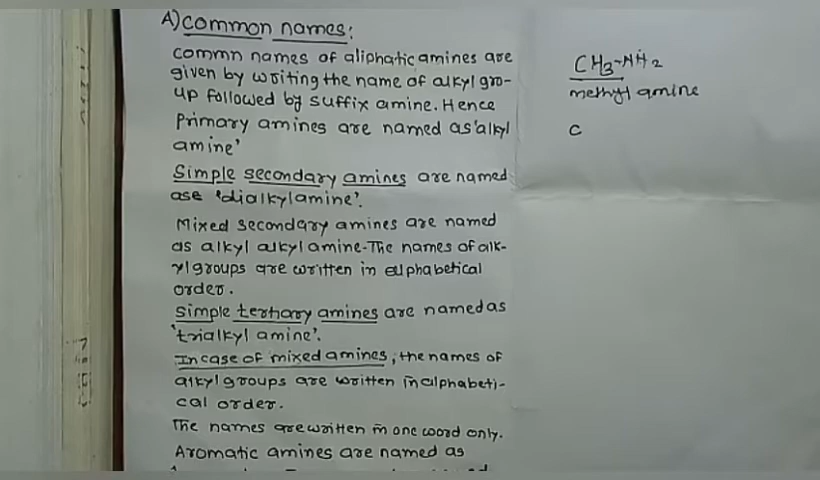 A) common names:
commn names of aliphatic amines are
given by writing the name of alkyl gro-
up followed by suffix amine. Hence
Primary amines are named as 'alkyl
amine'
Simple secondary amines are named
ase 'dialkylamine'.
Mixed secondary amines are named
as alkyl alkyl amine-The names of alk-
yl groups are written in alphabetical
order.
Simple tertiary amines are named as
'trialkyl amine'.
Incase of mixed amines, the names of
alkyl groups are written in alphabeti-
cal order.
The names are written in one word only.
Aromatic amines are named as
CH3-NH2
methyl amine
C